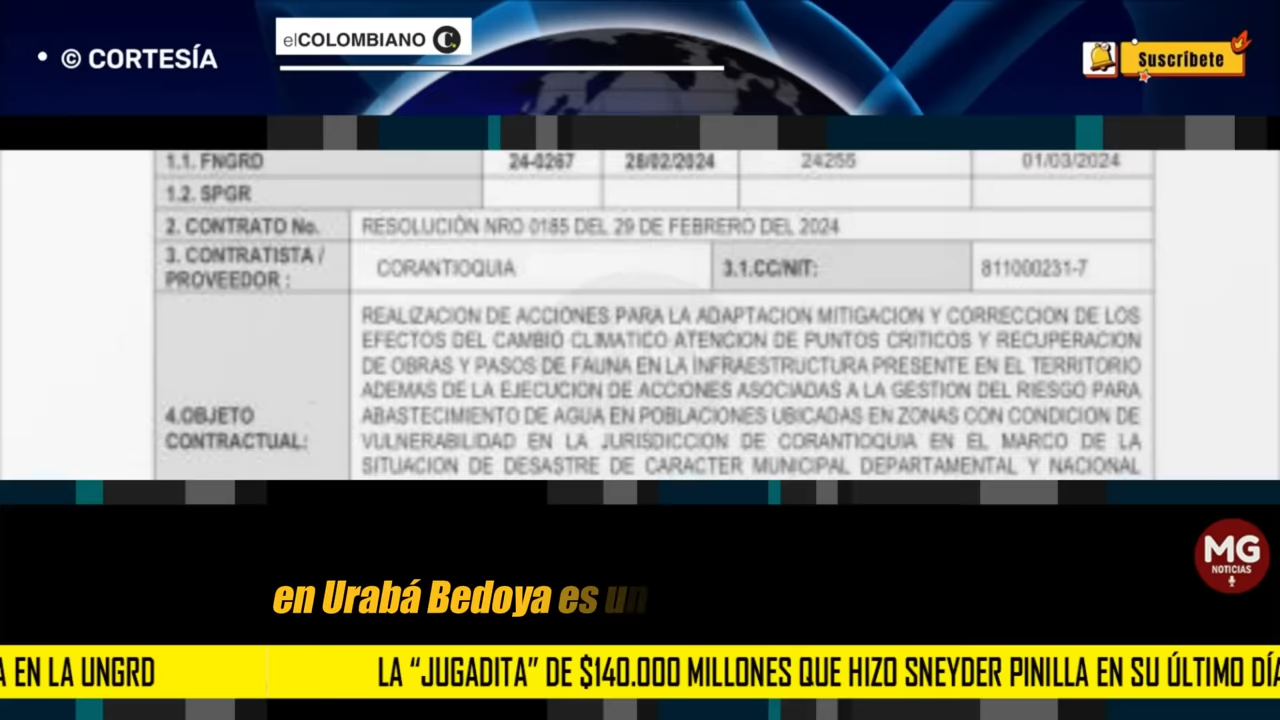 • © CORTESÍA
elCOLOMBIANO C
Suscríbete
1.1. FNGRD 24-0267 28/02/2024 24255 01/03/2024
1.2. SPGR
2. CONTRATO No. RESOLUCIÓN NRO 0185 DEL 29 DE FEBRERO DEL 2024
3. CONTRATISTA / PROVEEDOR : CORANTIOQUIA 3.1.CC/NIT: 811000231-7
4.OBJETO CONTRACTUAL:
REALIZACION DE ACCIONES PARA LA ADAPTACION MITIGACION Y CORRECCION DE LOS
EFECTOS DEL CAMBIO CLIMATICO ATENCION DE PUNTOS CRITICOS Y RECUPERACION
DE OBRAS Y PASOS DE FAUNA EN LA INFRAESTRUCTURA PRESENTE EN EL TERRITORIO
ADEMAS DE LA EJECUCION DE ACCIONES ASOCIADAS A LA GESTION DEL RIESGO PARA
ABASTECIMIENTO DE AGUA EN POBLACIONES UBICADAS EN ZONAS CON CONDICION DE
VULNERABILIDAD EN LA JURISDICCION DE CORANTIOQUIA EN EL MARCO DE LA
SITUACION DE DESASTRE DE CARACTER MUNICIPAL DEPARTAMENTAL Y NACIONAL
MG
NOTICIAS
en Urabá Bedoya es un
A EN LA UNGRD LA “JUGADITA” DE $140.000 MILLONES QUE HIZO SNEYDER PINILLA EN SU ÚLTIMO DÍA